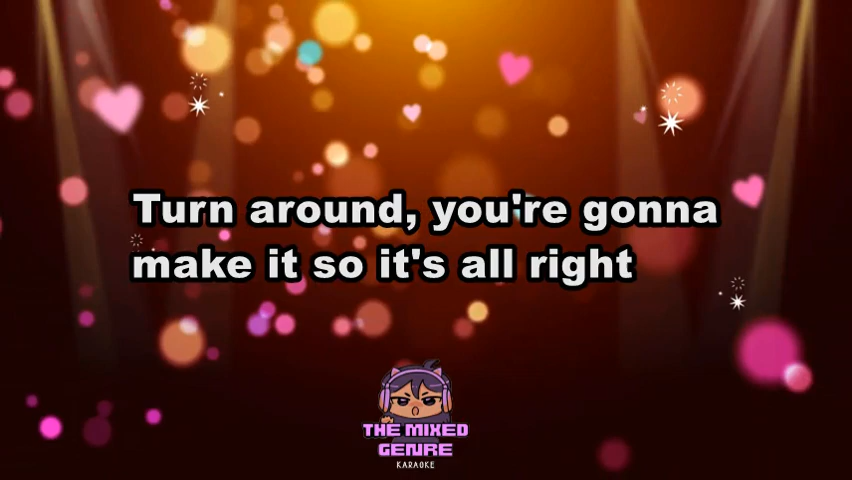 Turn around, you're gonna
make it so it's all right
THE MIXED
GENRE
KARAOKE